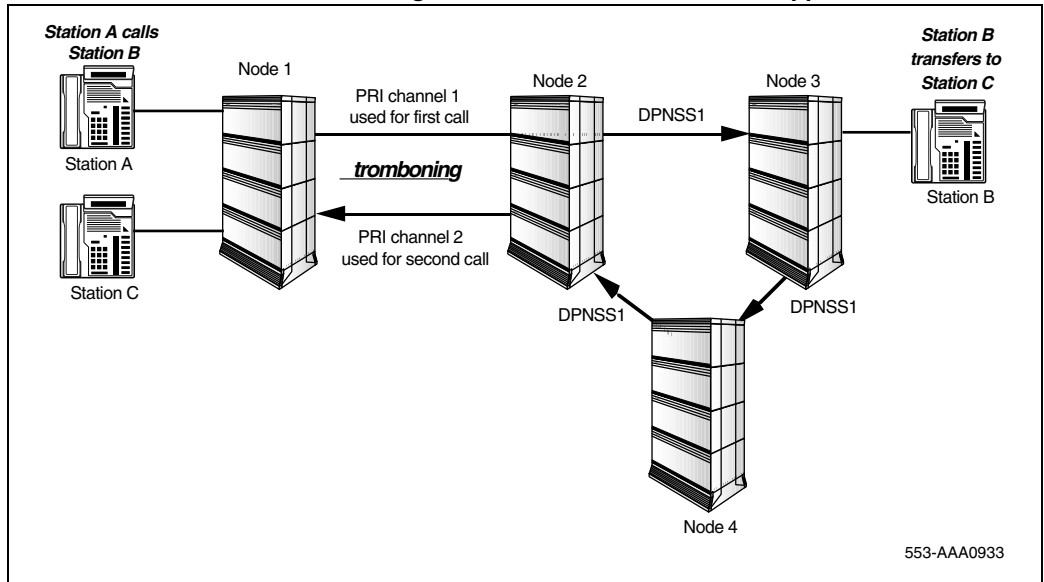 Station A calls
Station B
Station B
transfers to
Station C
Node 1
Node 2
Node 3
PRI channel 1
used for first call
DPNSS1
Station A
tromboning
Station B
PRI channel 2
used for second call
Station C
DPNSS1
DPNSS1
Node 4
553-AAA0933